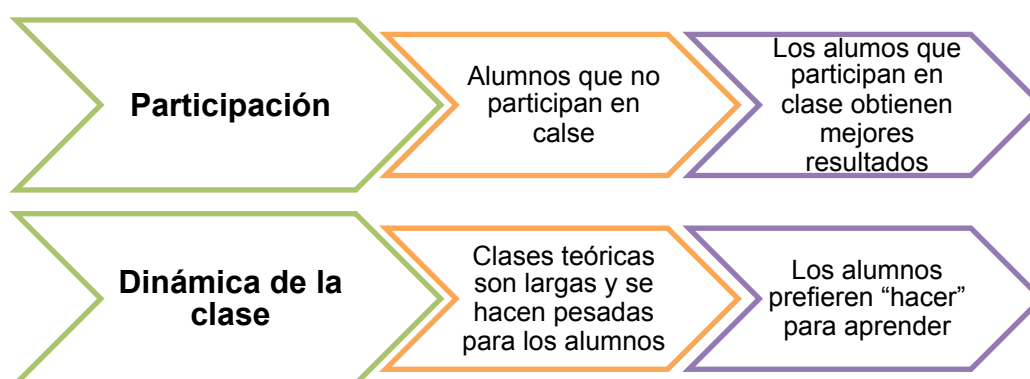 Participación
Alumnos que no
participan en
calse
Los alumos que
participan en
clase obtienen
mejores
resultados
Dinámica de la
clase
Clases teóricas
son largas y se
hacen pesadas
para los alumnos
Los alumnos
prefieren “hacer”
para aprender